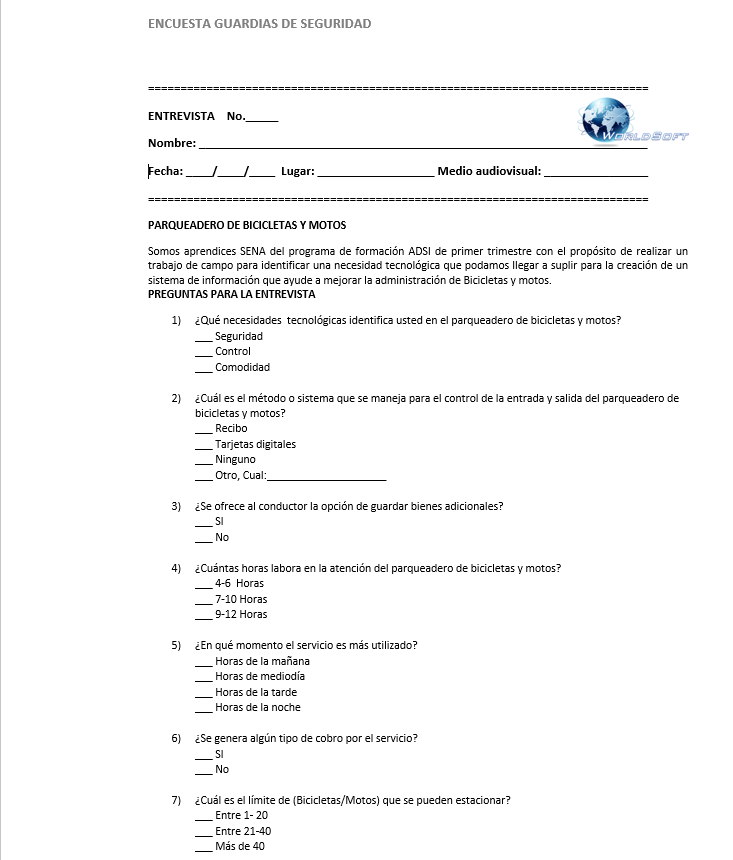 ENCUESTA GUARDIAS DE SEGURIDAD
================================================================================
ENTREVISTA No._____
WORLDSOFT
Nombre: ______________________________________________________________________
Fecha: ____/____/____ Lugar: __________________ Medio audiovisual: ________________
================================================================================
PARQUEADERO DE BICICLETAS Y MOTOS
Somos aprendices SENA del programa de formación ADSI de primer trimestre con el propósito de realizar un
trabajo de campo para identificar una necesidad tecnológica que podamos llegar a suplir para la creación de un
sistema de información que ayude a mejorar la administración de Bicicletas y motos.
PREGUNTAS PARA LA ENTREVISTA
1) ¿Qué necesidades tecnológicas identifica usted en el parqueadero de bicicletas y motos?
___ Seguridad
___ Control
___ Comodidad
2) ¿Cuál es el método o sistema que se maneja para el control de la entrada y salida del parqueadero de
bicicletas y motos?
___ Recibo
___ Tarjetas digitales
___ Ninguno
___ Otro, Cual:____________________
3) ¿Se ofrece al conductor la opción de guardar bienes adicionales?
___ SI
___ No
4) ¿Cuántas horas labora en la atención del parqueadero de bicicletas y motos?
___ 4-6 Horas
___ 7-10 Horas
___ 9-12 Horas
5) ¿En qué momento el servicio es más utilizado?
___ Horas de la mañana
___ Horas de mediodía
___ Horas de la tarde
___ Horas de la noche
6) ¿Se genera algún tipo de cobro por el servicio?
___ SI
___ No
7) ¿Cuál es el límite de (Bicicletas/Motos) que se pueden estacionar?
___ Entre 1- 20
___ Entre 21-40
___ Más de 40